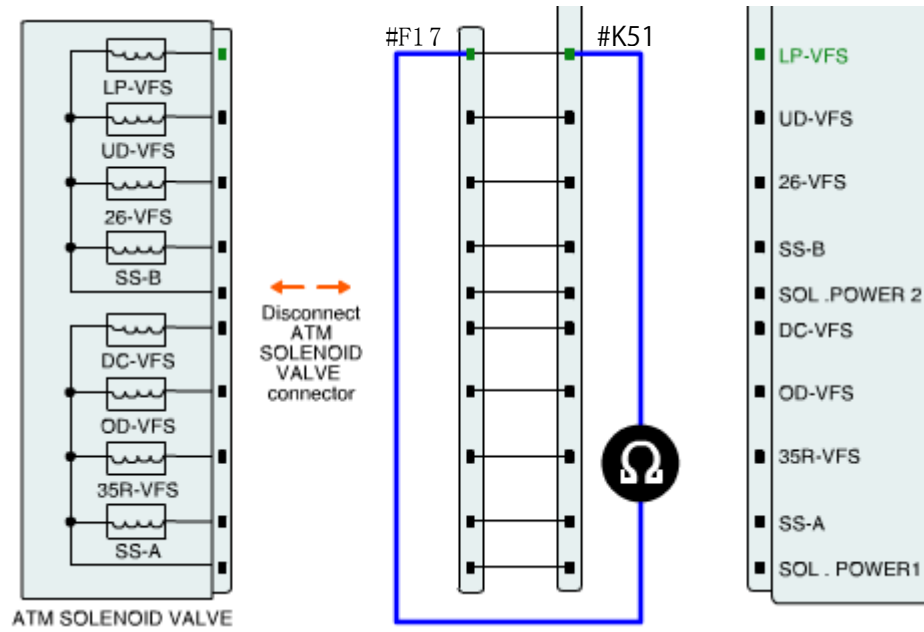 #F17
#K51
LP-VFS
UD-VFS
26-VFS
SS-B
DC-VFS
OD-VFS
35R-VFS
SS-A
ATM SOLENOID VALVE
Disconnect
ATM
SOLENOID
VALVE
connector
Ω
LP-VFS
UD-VFS
26-VFS
SS-B
SOL .POWER 2
DC-VFS
OD-VFS
35R-VFS
SS-A
SOL . POWER1